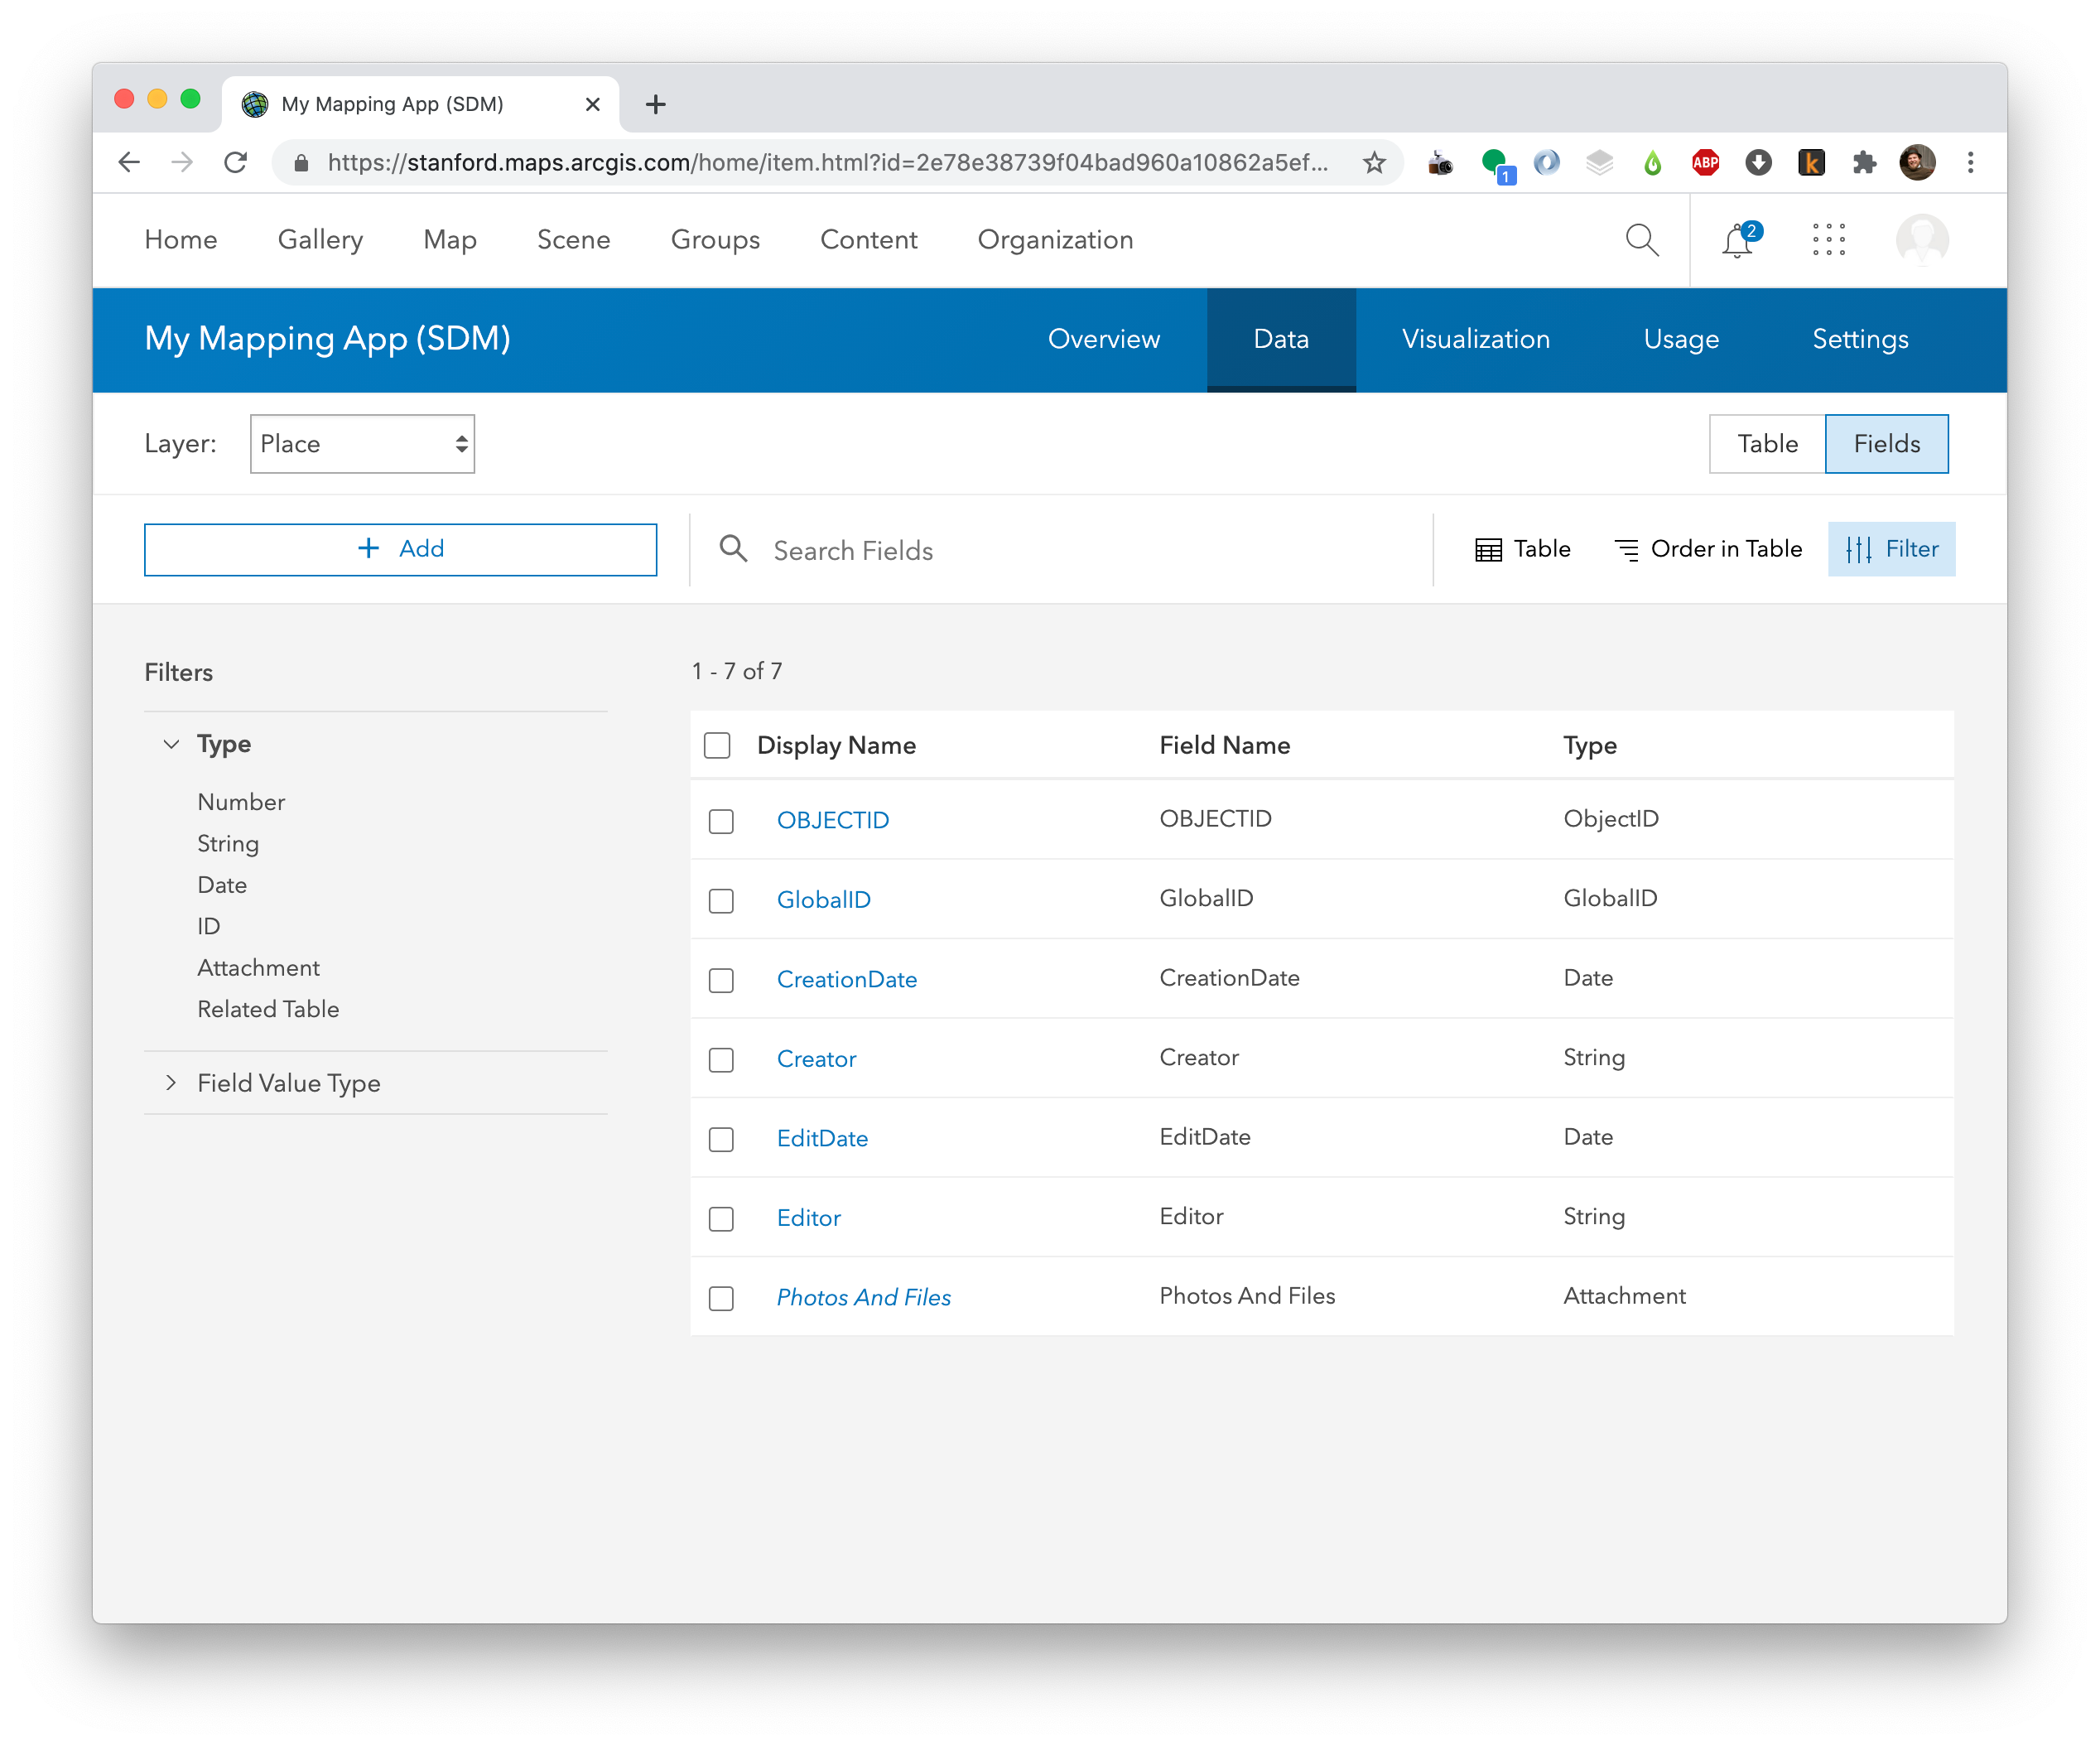 My Mapping App (SDM)
https://stanford.maps.arcgis.com/home/item.html?id=2e78e38739f04bad960a10862a5ef...
1
ABP
k
Home Gallery Map Scene Groups Content Organization
2
My Mapping App (SDM) Overview Data Visualization Usage Settings
Layer: Place Table Fields
Add Search Fields Table Order in Table Filter
Filters
1 - 7 of 7
Type
Number
String
Date
ID
Attachment
Related Table
Field Value Type
Display Name Field Name Type
OBJECTID OBJECTID ObjectID
GlobalID GlobalID GlobalID
CreationDate CreationDate Date
Creator Creator String
EditDate EditDate Date
Editor Editor String
Photos And Files Photos And Files Attachment